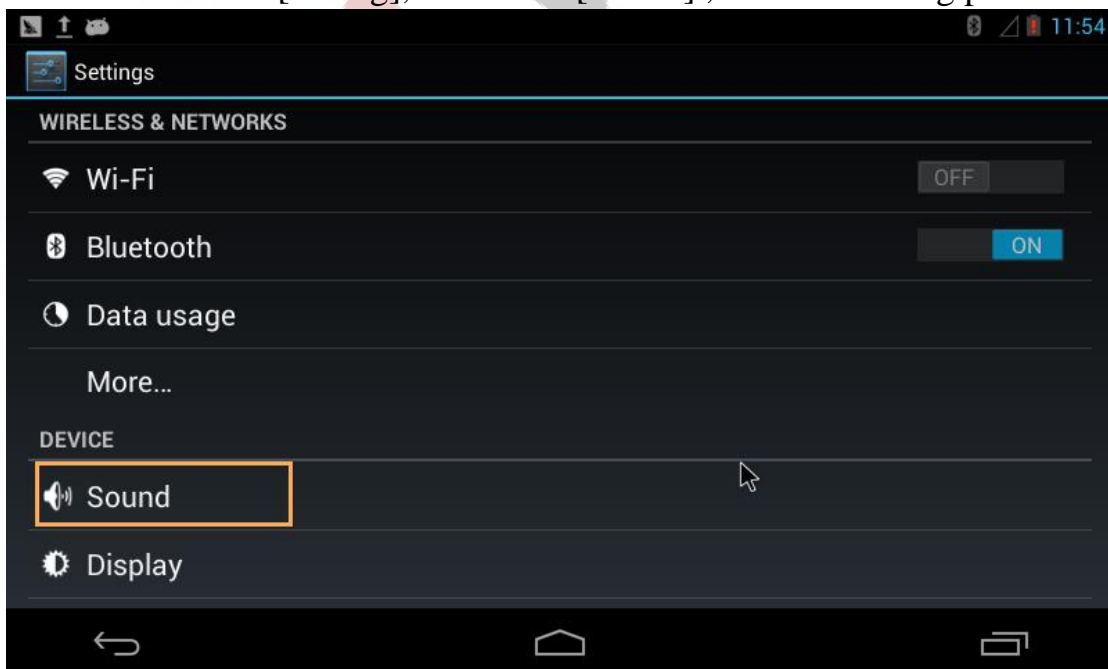 11:54
Settings
WIRELESS & NETWORKS
Wi-Fi
OFF
Bluetooth
ON
Data usage
More...
DEVICE
Sound
Display